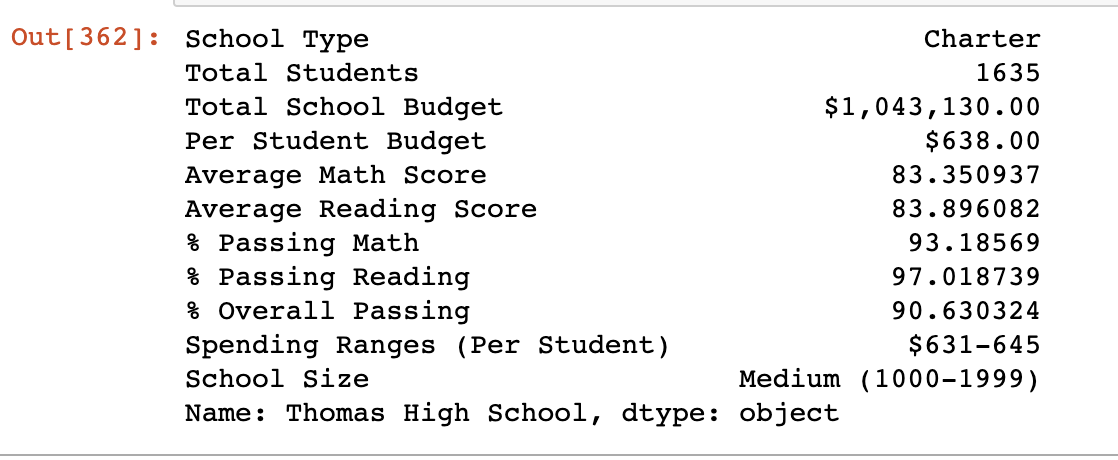 Out[362]: School Type Charter
Total Students 1635
Total School Budget $1,043,130.00
Per Student Budget $638.00
Average Math Score 83.350937
Average Reading Score 83.896082
% Passing Math 93.18569
% Passing Reading 97.018739
% Overall Passing 90.630324
Spending Ranges (Per Student) $631-645
School Size Medium (1000-1999)
Name: Thomas High School, dtype: object